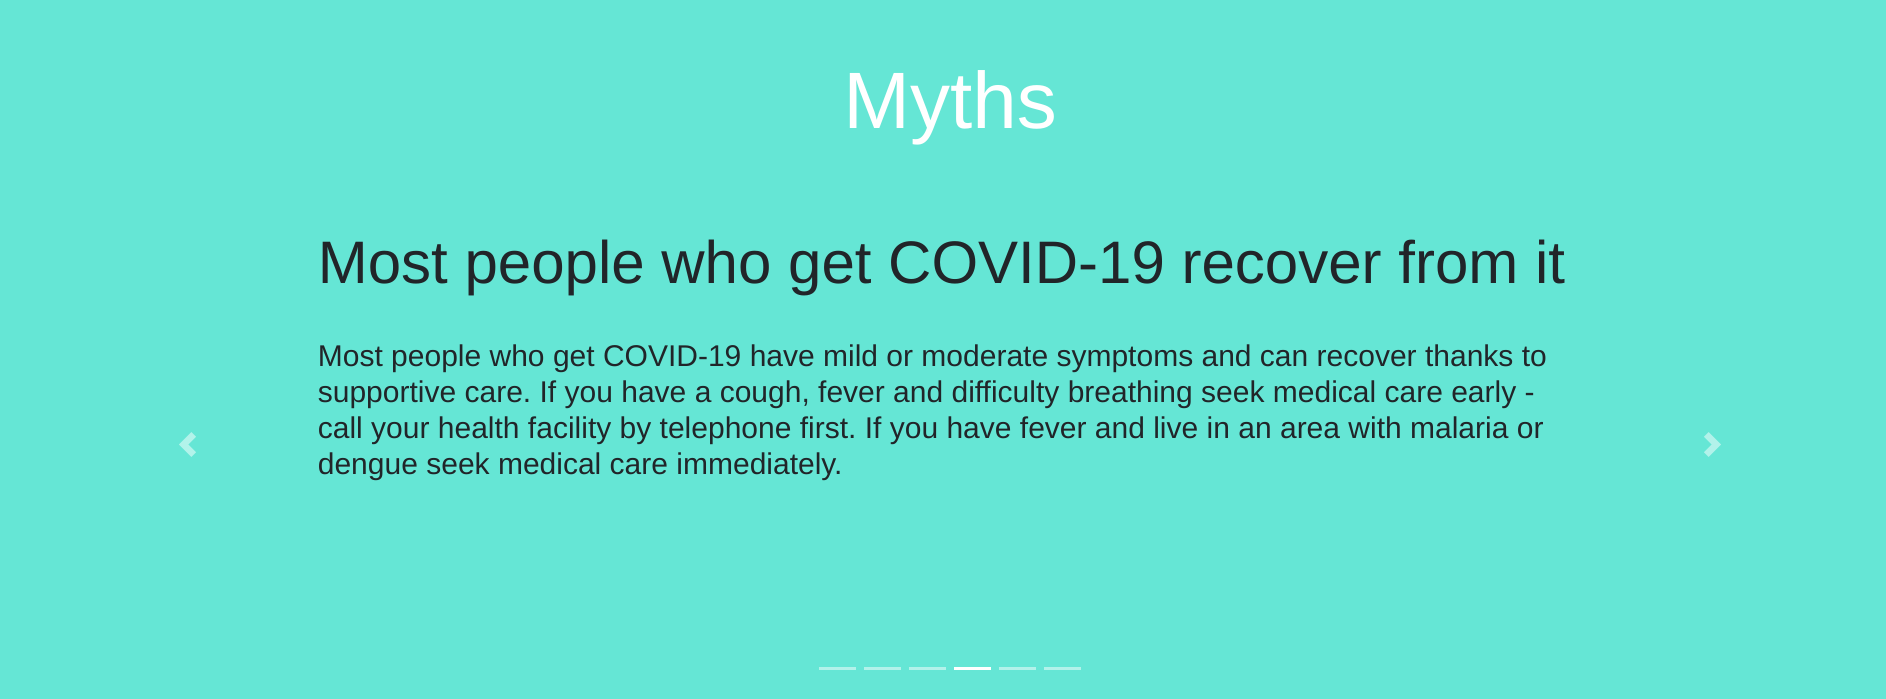 Myths
Most people who get COVID-19 recover from it
Most people who get COVID-19 have mild or moderate symptoms and can recover thanks to
supportive care. If you have a cough, fever and difficulty breathing seek medical care early -
call your health facility by telephone first. If you have fever and live in an area with malaria or
dengue seek medical care immediately.